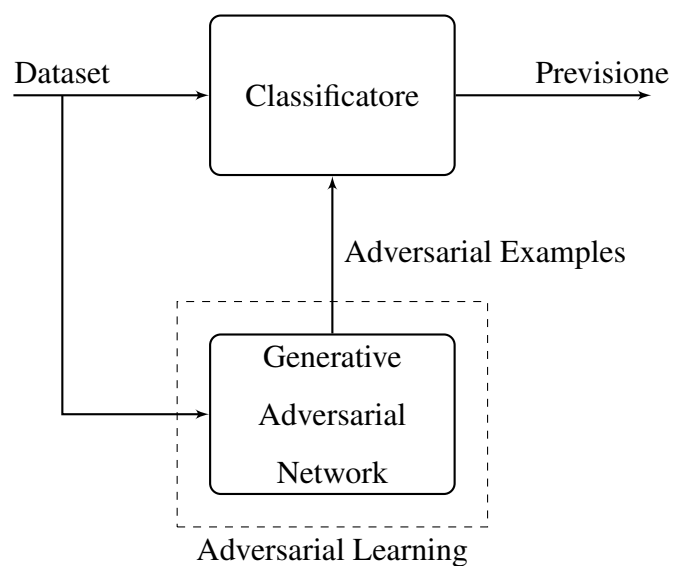 Dataset
Classificatore
Previsione
Adversarial Examples
Generative
Adversarial
Network
Adversarial Learning